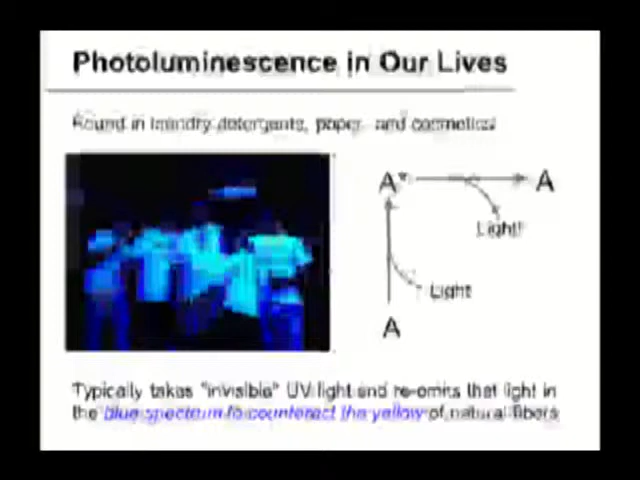 Photoluminescence in Our Lives
Found in laundry detergents, paper, and cosmetics!
A* A
Light!
Light
A
Typically takes "invisible" UV light and re-emits that light in
the blue spectrum to counteract the yellow of natural fibers